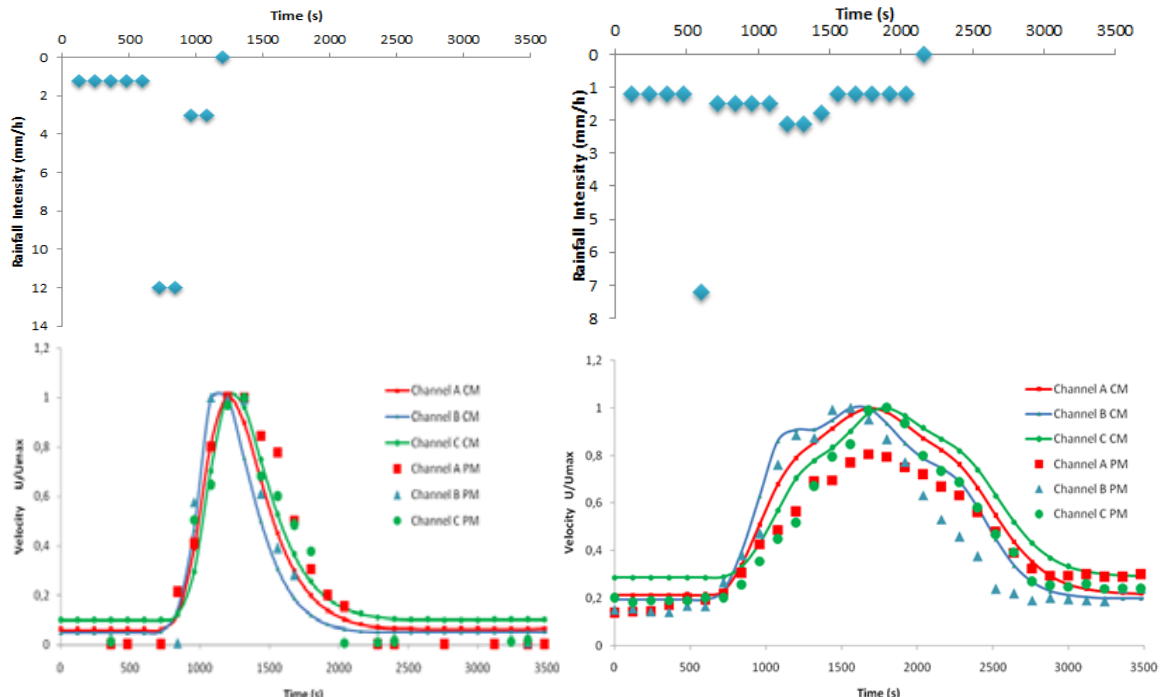 Time (s)
0 500 1000 1500 2000 2500 3000 3500
Rainfall Intensity (mm/h)
0
2
4
6
8
10
12
14
Time (s)
0 500 1000 1500 2000 2500 3000 3500
Rainfall Intensity (mm/h)
0
1
2
3
4
5
6
7
8
Velocity U/Umax
1,2
1
0,8
0,6
0,4
0,2
0
Channel A CM
Channel B CM
Channel C CM
Channel A PM
Channel B PM
Channel C PM
0 500 1000 1500 2000 2500 3000 3500
Time (s)
Velocity U/Umax
1,2
1
0,8
0,6
0,4
0,2
0
Channel A CM
Channel B CM
Channel C CM
Channel A PM
Channel B PM
Channel C PM
0 500 1000 1500 2000 2500 3000 3500
Time (s)